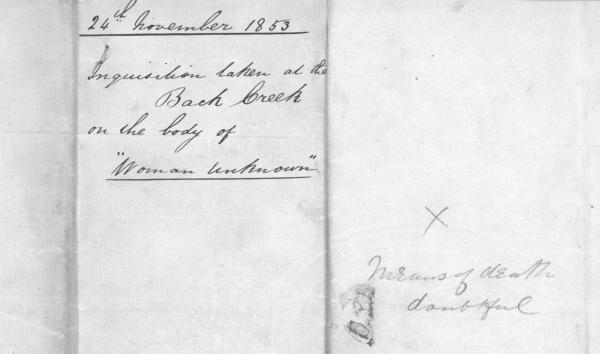 24th November 1853
Inquisition taken at the
Back Creek
on the body of
"Woman unknown"
X
Means of death
doubtful